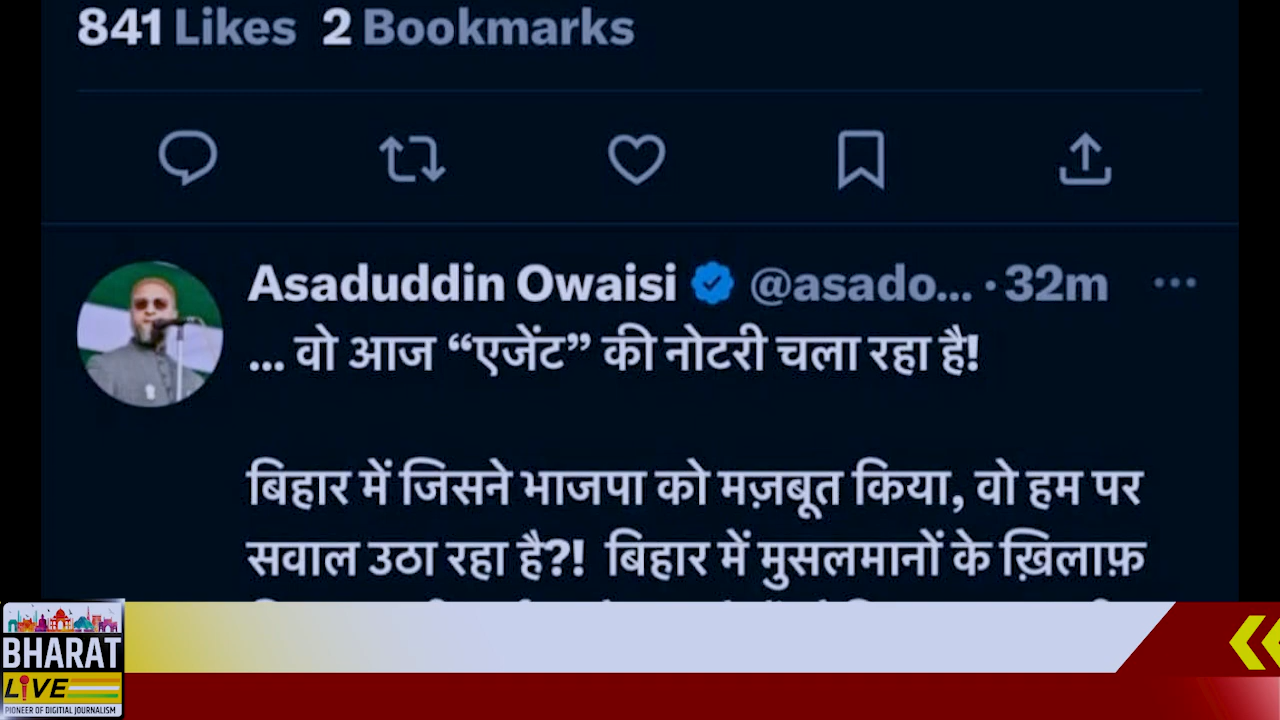 841 Likes 2 Bookmarks
Asaduddin Owaisi @asado... · 32m ...
... वो आज “एजेंट” की नोटरी चला रहा है!
बिहार में जिसने भाजपा को मज़बूत किया, वो हम पर
सवाल उठा रहा है?! बिहार में मुसलमानों के ख़िलाफ़
BHARAT
LIVE
PIONEER OF DIGITIAL JOURNALISM